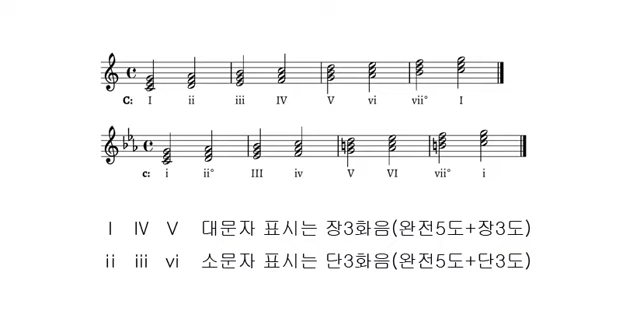 C: I ii iii IV V vi vii° I
c: i ii° III iv V VI vii° i
I IV V 대문자 표시는 장3화음(완전5도+장3도)
ii iii vi 소문자 표시는 단3화음(완전5도+단3도)